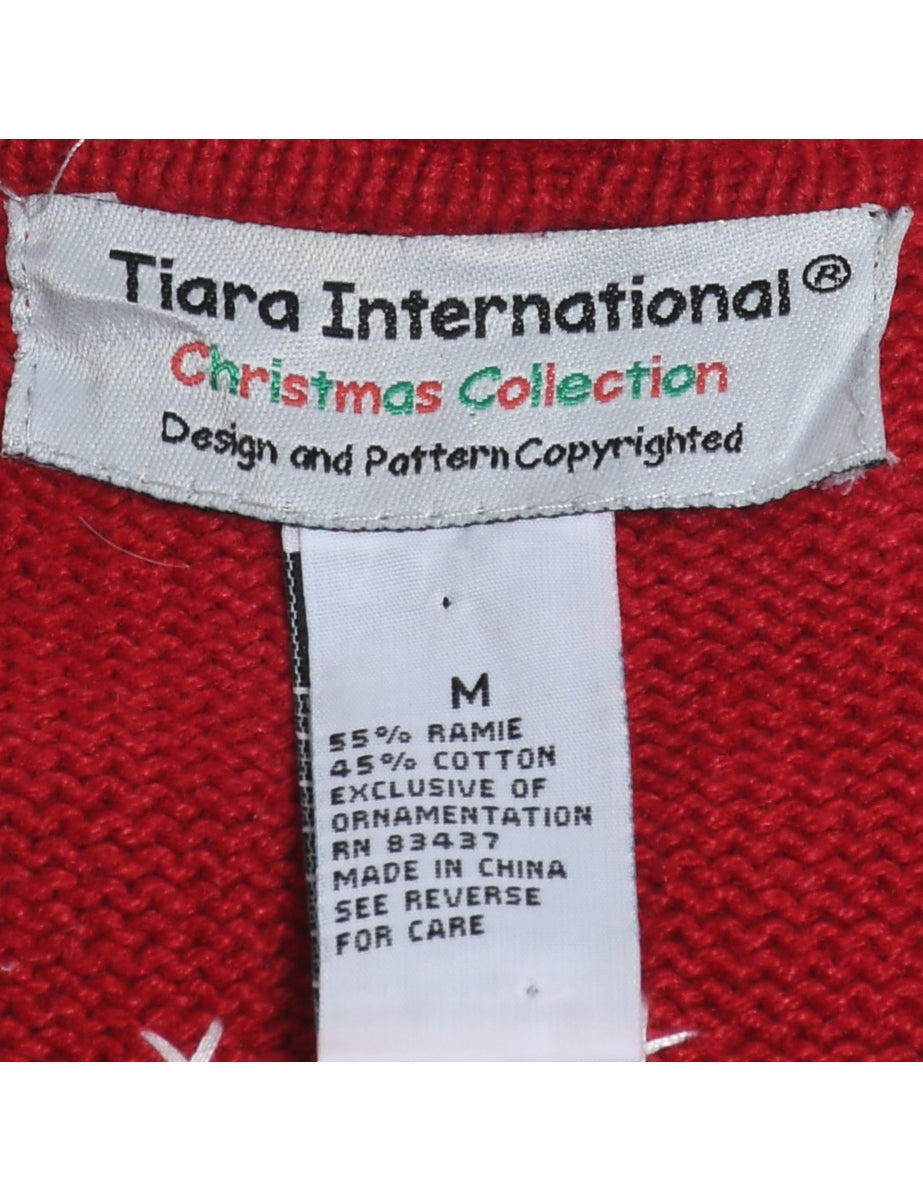 Tiara International®
Christmas Collection
Design and Pattern Copyrighted
M
55% RAMIE
45% COTTON
EXCLUSIVE OF
ORNAMENTATION
RN 83437
MADE IN CHINA
SEE REVERSE
FOR CARE